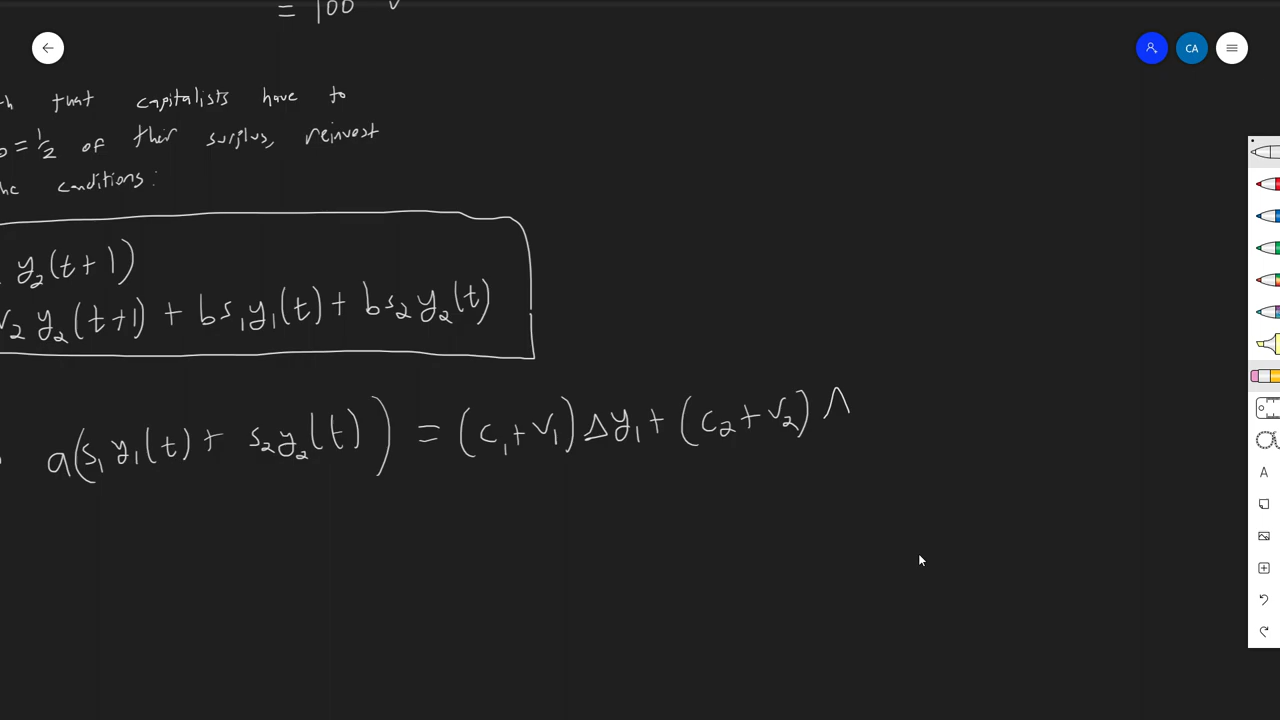 = 100 v
that capitalists have to
= 1/2 of their surplus, reinvest
conditions:
y₂(t+1)
v₂ y₂(t+1) + bs₁y₁(t) + bs₂y₂(t)
a(s₁y₁(t) + s₂y₂(t)) = (c₁+v₁)Δy₁ + (c₂+v₂) Λ
CA
A